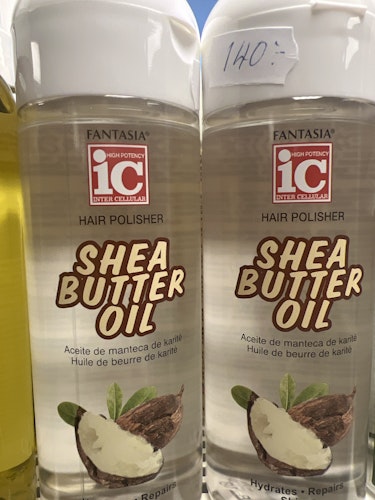 FANTASIA®
HIGH POTENCY
iC
INTER CELLULAR
HAIR POLISHER
SHEA
BUTTER
OIL
Aceite de manteca de karité
Huile de beurre de karité
Repairs
140:-
FANTASIA®
HIGH POTENCY
iC
INTER CELLULAR
HAIR POLISHER
SHEA
BUTTER
OIL
Aceite de manteca de karité
Huile de beurre de karité
Hydrates • Repairs